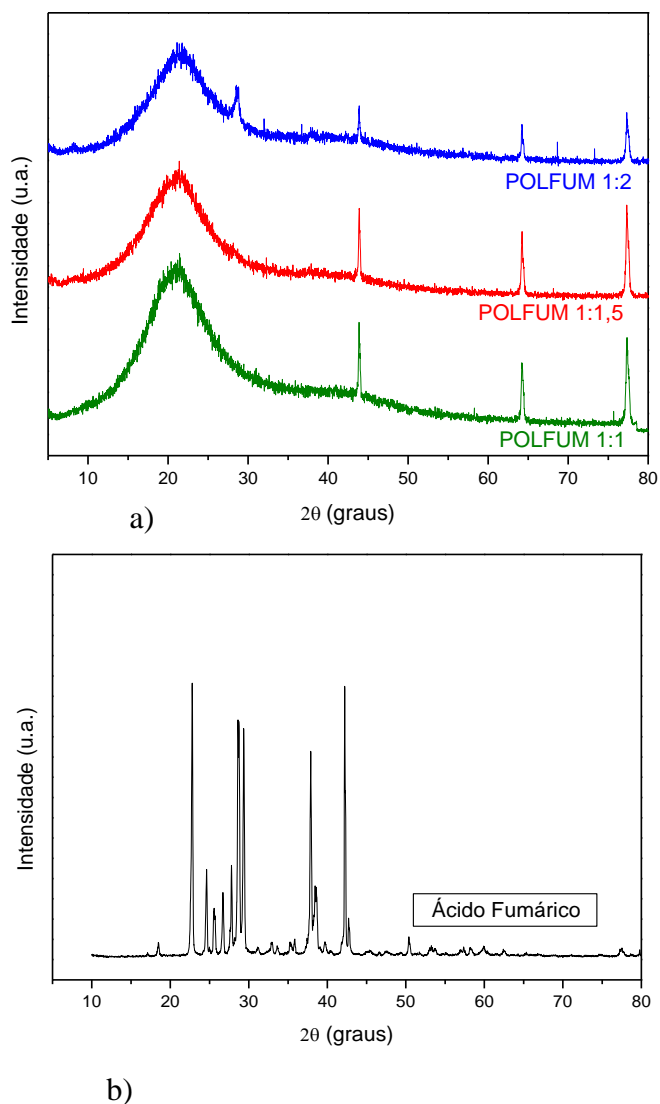 Intensidade (u.a.)
POLFUM 1:2
POLFUM 1:1,5
POLFUM 1:1
10 20 30 40 50 60 70 80
2θ (graus)
a)
Intensidade (u.a.)
Ácido Fumárico
10 20 30 40 50 60 70 80
2θ (graus)
b)